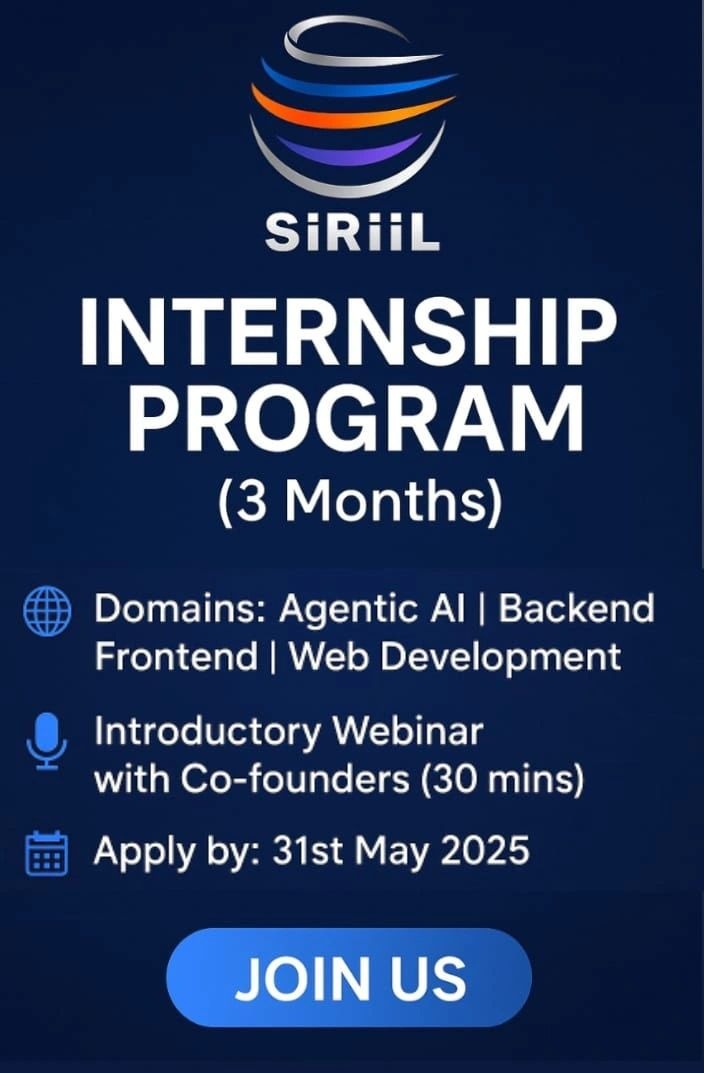 SiRiiL
INTERNSHIP
PROGRAM
(3 Months)
Domains: Agentic AI | Backend
Frontend | Web Development
Introductory Webinar
with Co-founders (30 mins)
Apply by: 31st May 2025
JOIN US